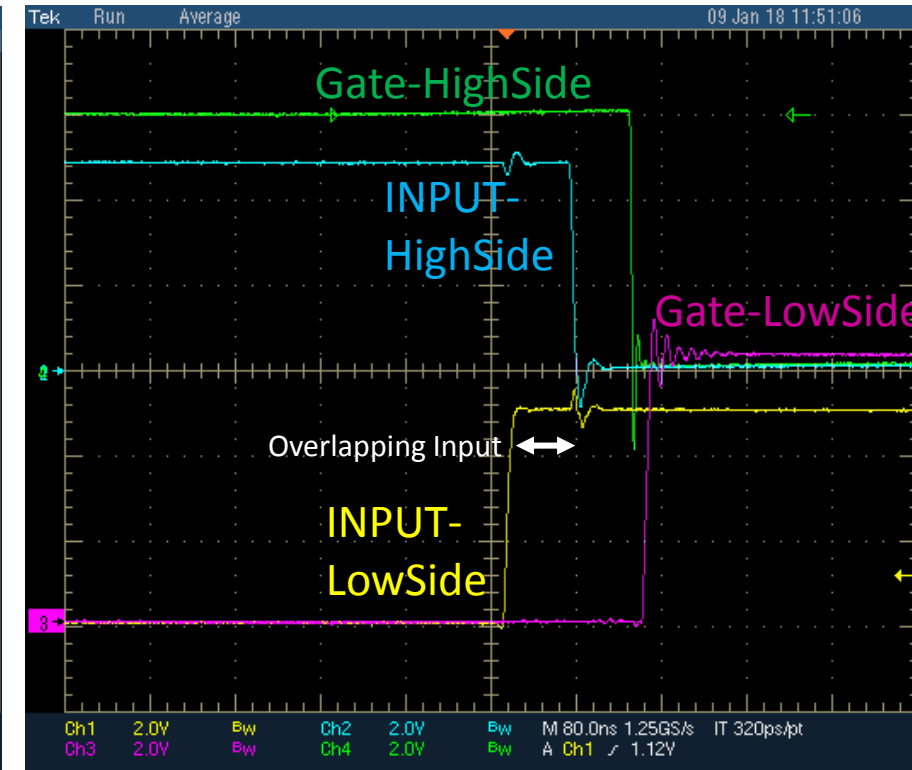 Tek Run Average 09 Jan 18 11:51:06
Gate-HighSide
INPUT-
HighSide
Gate-LowSide
Overlapping Input
INPUT-
LowSide
3
Ch1 2.0V Bw Ch2 2.0V Bw M 80.0ns 1.25GS/s IT 320ps/pt
Ch3 2.0V Bw Ch4 2.0V Bw A Ch1 1.12V